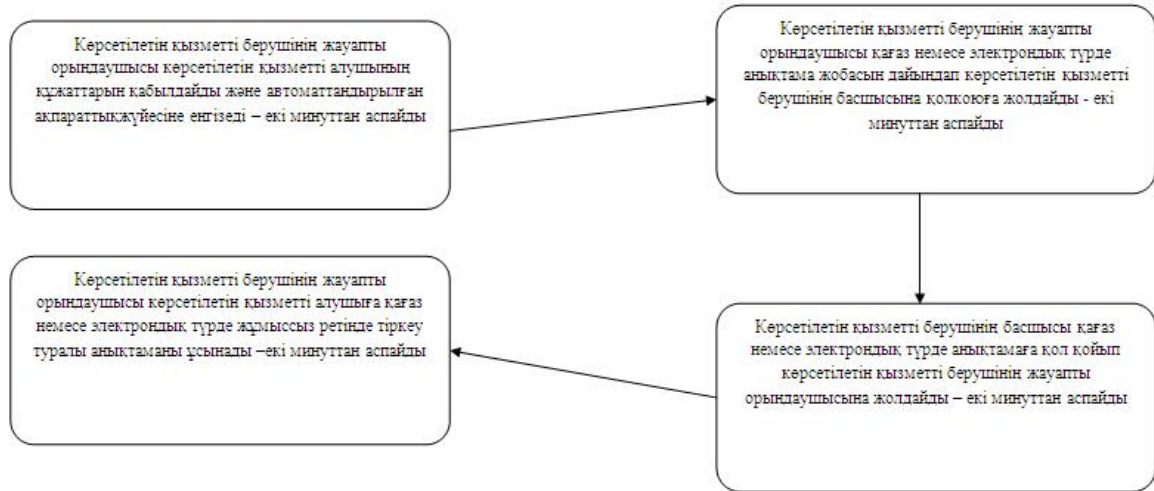 Көрсетілетін қызметті берушінің жауапты
орындаушысы көрсетілетін қызметті алушының
құжаттарын қабылдайды және автоматтандырылған
ақпараттықжүйесіне енгізеді – екі минуттан аспайды
Көрсетілетін қызметті берушінің жауапты
орындаушысы қағаз немесе электрондық түрде
анықтама жобасын дайындап көрсетілетін қызметті
берушінің басшысына қолкоюға жолдайды - екі
минуттан аспайды
Көрсетілетін қызметті берушінің басшысы қағаз
немесе электрондық түрде анықтамаға қол қойып
көрсетілетін қызметті берушінің жауапты
орындаушысына жолдайды – екі минуттан аспайды
Көрсетілетін қызметті берушінің жауапты
орындаушысы көрсетілетін қызметті алушыға қағаз
немесе электрондық түрде жұмыссыз ретінде тіркеу
туралы анықтаманы ұсынады –екі минуттан аспайды